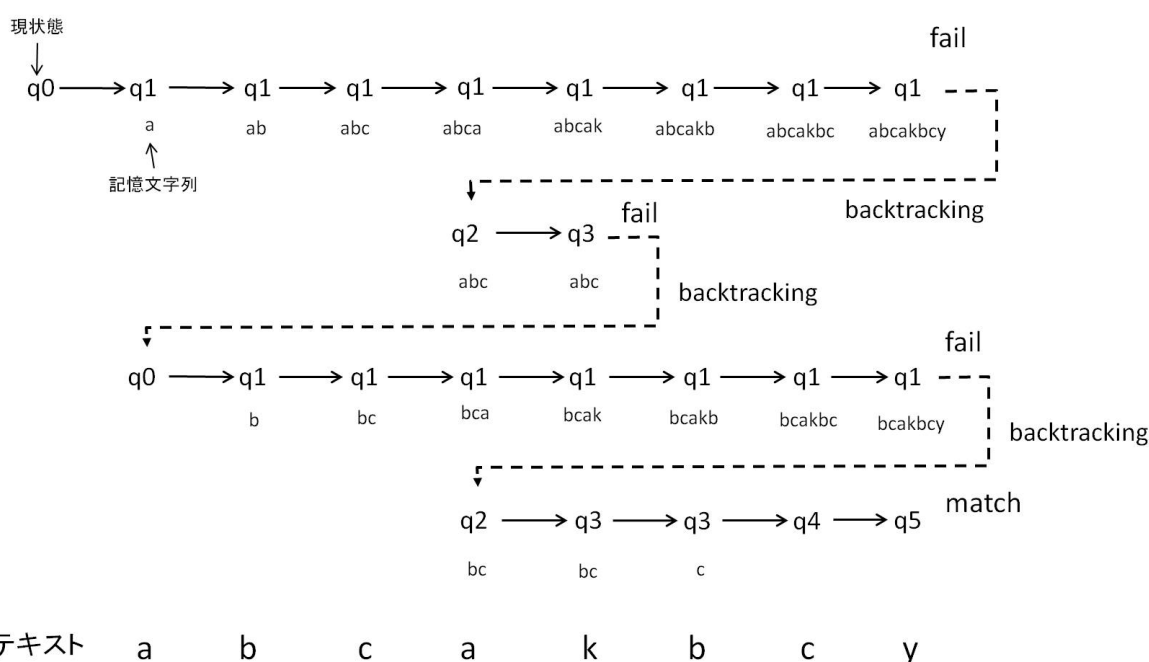 現状態
fail
q0 q1 q1 q1 q1 q1 q1 q1 q1
a ab abc abca abcak abcakb abcakbc abcakbcy
記憶文字列
backtracking
fail
q2 q3
abc abc
backtracking
fail
q0 q1 q1 q1 q1 q1 q1 q1
b bc bca bcak bcakb bcakbc bcakbcy
backtracking
match
q2 q3 q3 q4 q5
bc bc c
テキスト a b c a k b c y